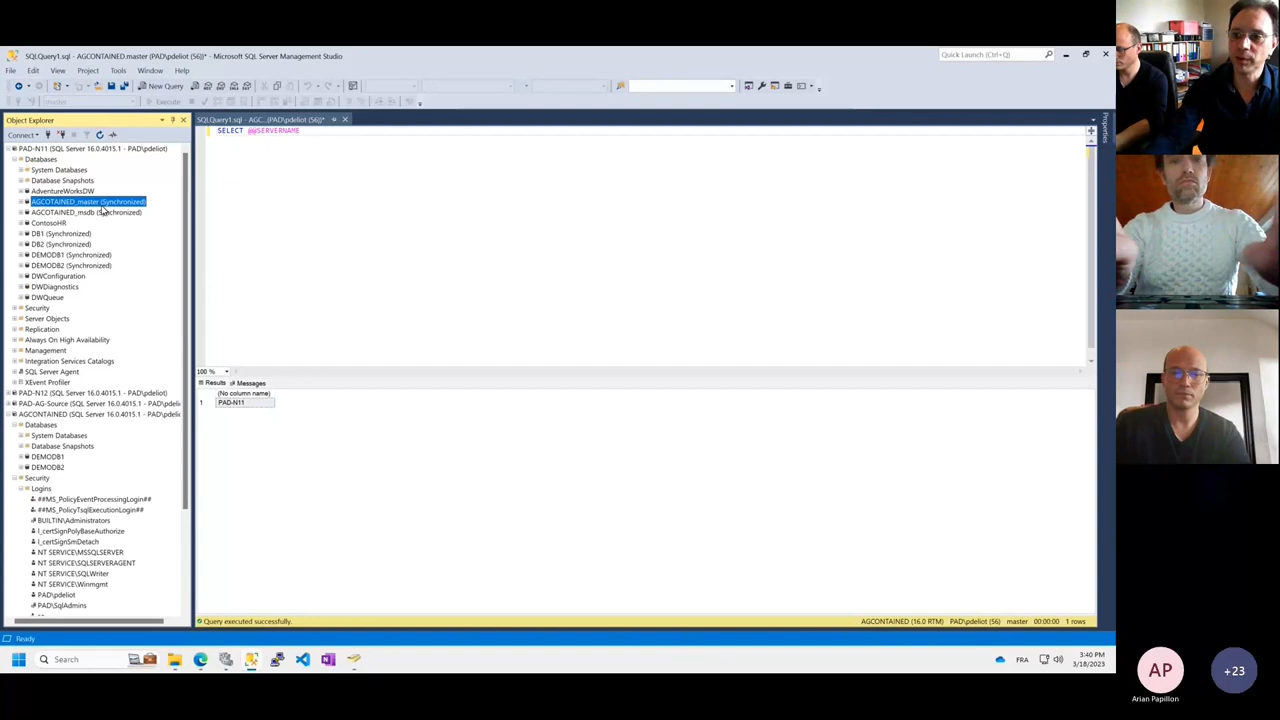 SQLQuery1.sql - AGCONTAINED.master (PAD\pdeliot (56))* - Microsoft SQL Server Management Studio
Quick Launch (Ctrl+Q)
File Edit View Project Tools Window Help
New Query
master
Execute
Object Explorer
SQLQuery1.sql - AGC...(PAD\pdeliot (56))*
Properties
Connect
SELECT @@SERVERNAME
PAD-N11 (SQL Server 16.0.4015.1 - PAD\pdeliot)
Databases
System Databases
Database Snapshots
AdventureWorksDW
AGCOTAINED_master (Synchronized)
AGCOTAINED_msdb (Synchronized)
ContosoHR
DB1 (Synchronized)
DB2 (Synchronized)
DEMODB1 (Synchronized)
DEMODB2 (Synchronized)
DWConfiguration
DWDiagnostics
DWQueue
Security
Server Objects
Replication
Always On High Availability
Management
Integration Services Catalogs
SQL Server Agent
XEvent Profiler
PAD-N12 (SQL Server 16.0.4015.1 - PAD\pdeliot)
PAD-AG-Source (SQL Server 16.0.4015.1 - PAD\pdeli
AGCONTAINED (SQL Server 16.0.4015.1 - PAD\pdelic
Databases
System Databases
Database Snapshots
DEMODB1
DEMODB2
Security
Logins
##MS_PolicyEventProcessingLogin##
##MS_PolicyTsqlExecutionLogin##
BUILTIN\Administrators
l_certSignPolyBaseAuthorize
l_certSignSmDetach
NT SERVICE\MSSQLSERVER
NT SERVICE\SQLSERVERAGENT
NT SERVICE\SQLWriter
NT SERVICE\Winmgmt
PAD\pdeliot
PAD\SqlAdmins
100 %
Results Messages
(No column name)
1 PAD-N11
Query executed successfully.
AGCONTAINED (16.0 RTM) PAD\pdeliot (56) master 00:00:00 1 rows
Ready
Search
FRA
3:40 PM
3/18/2023
AP
Arian Papillon
+23